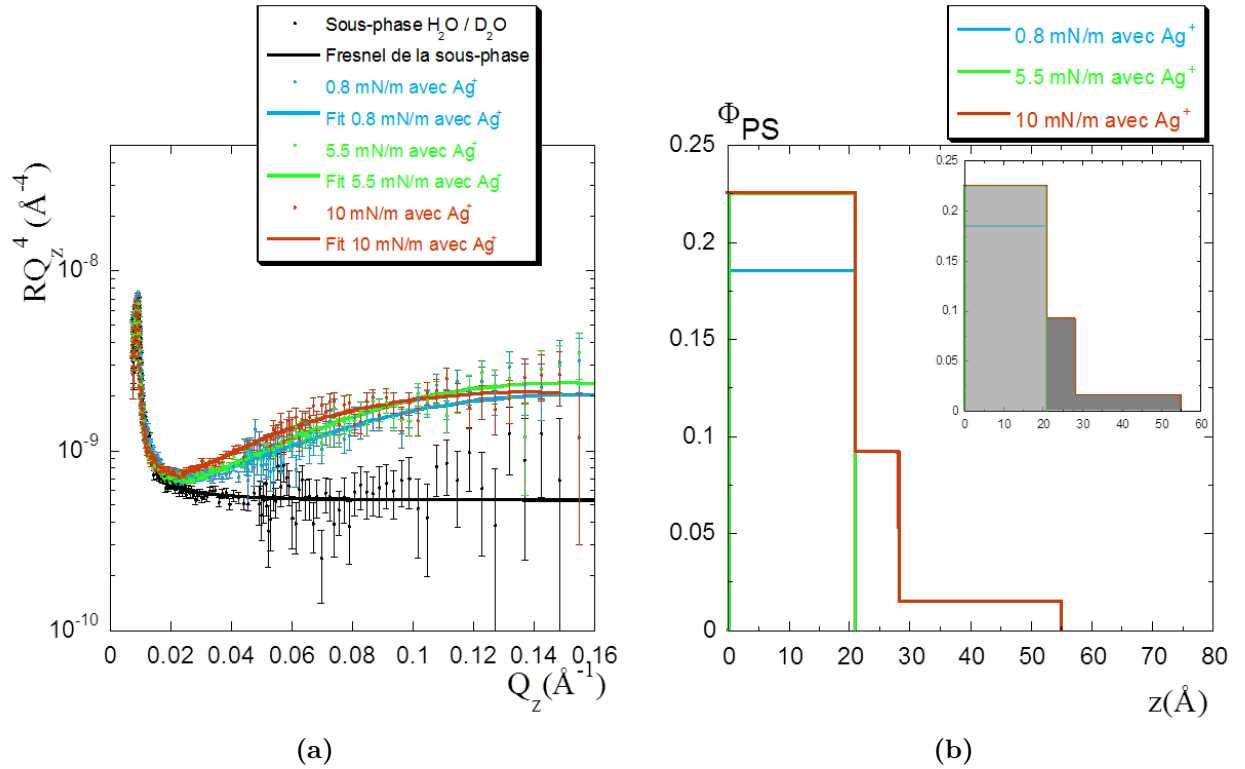 Sous-phase H₂O / D₂O
Fresnel de la sous-phase
0.8 mN/m avec Ag⁺
Fit 0.8 mN/m avec Ag⁺
5.5 mN/m avec Ag⁺
Fit 5.5 mN/m avec Ag⁺
10 mN/m avec Ag⁺
Fit 10 mN/m avec Ag⁺
RQ_z⁴ (Å⁻⁴)
10⁻⁸
10⁻⁹
10⁻¹⁰
0 0.02 0.04 0.06 0.08 0.1 0.12 0.14 0.16
Q_z(Å⁻¹)
(a)
0.8 mN/m avec Ag⁺
5.5 mN/m avec Ag⁺
10 mN/m avec Ag⁺
Φ_PS
0.25
0.2
0.15
0.1
0.05
0
0 10 20 30 40 50 60 70 80
z(Å)
0.25
0.2
0.15
0.1
0.05
0
0 10 20 30 40 50 60
(b)